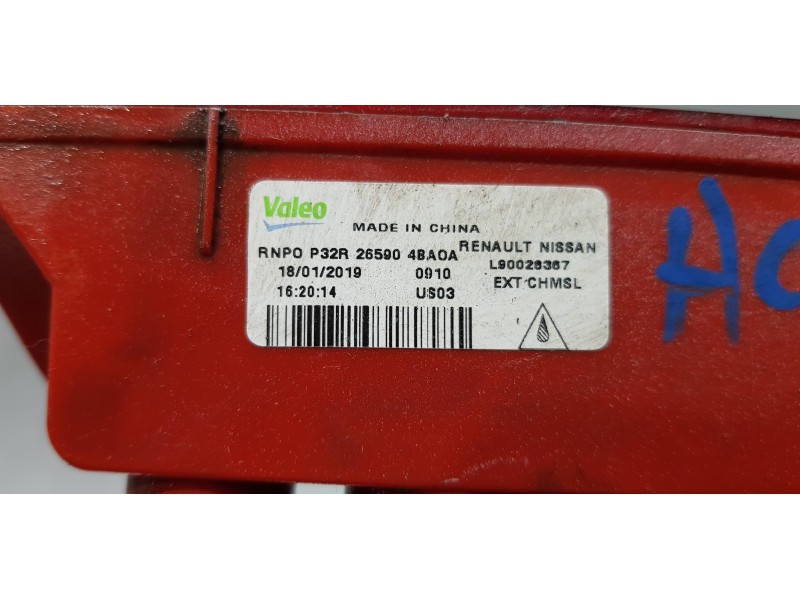 Valeo
MADE IN CHINA
RNPO P32R 26590 4BA0A RENAULT NISSAN
18/01/2019 0910 L90028367
16:20:14 US03 EXT CHMSL